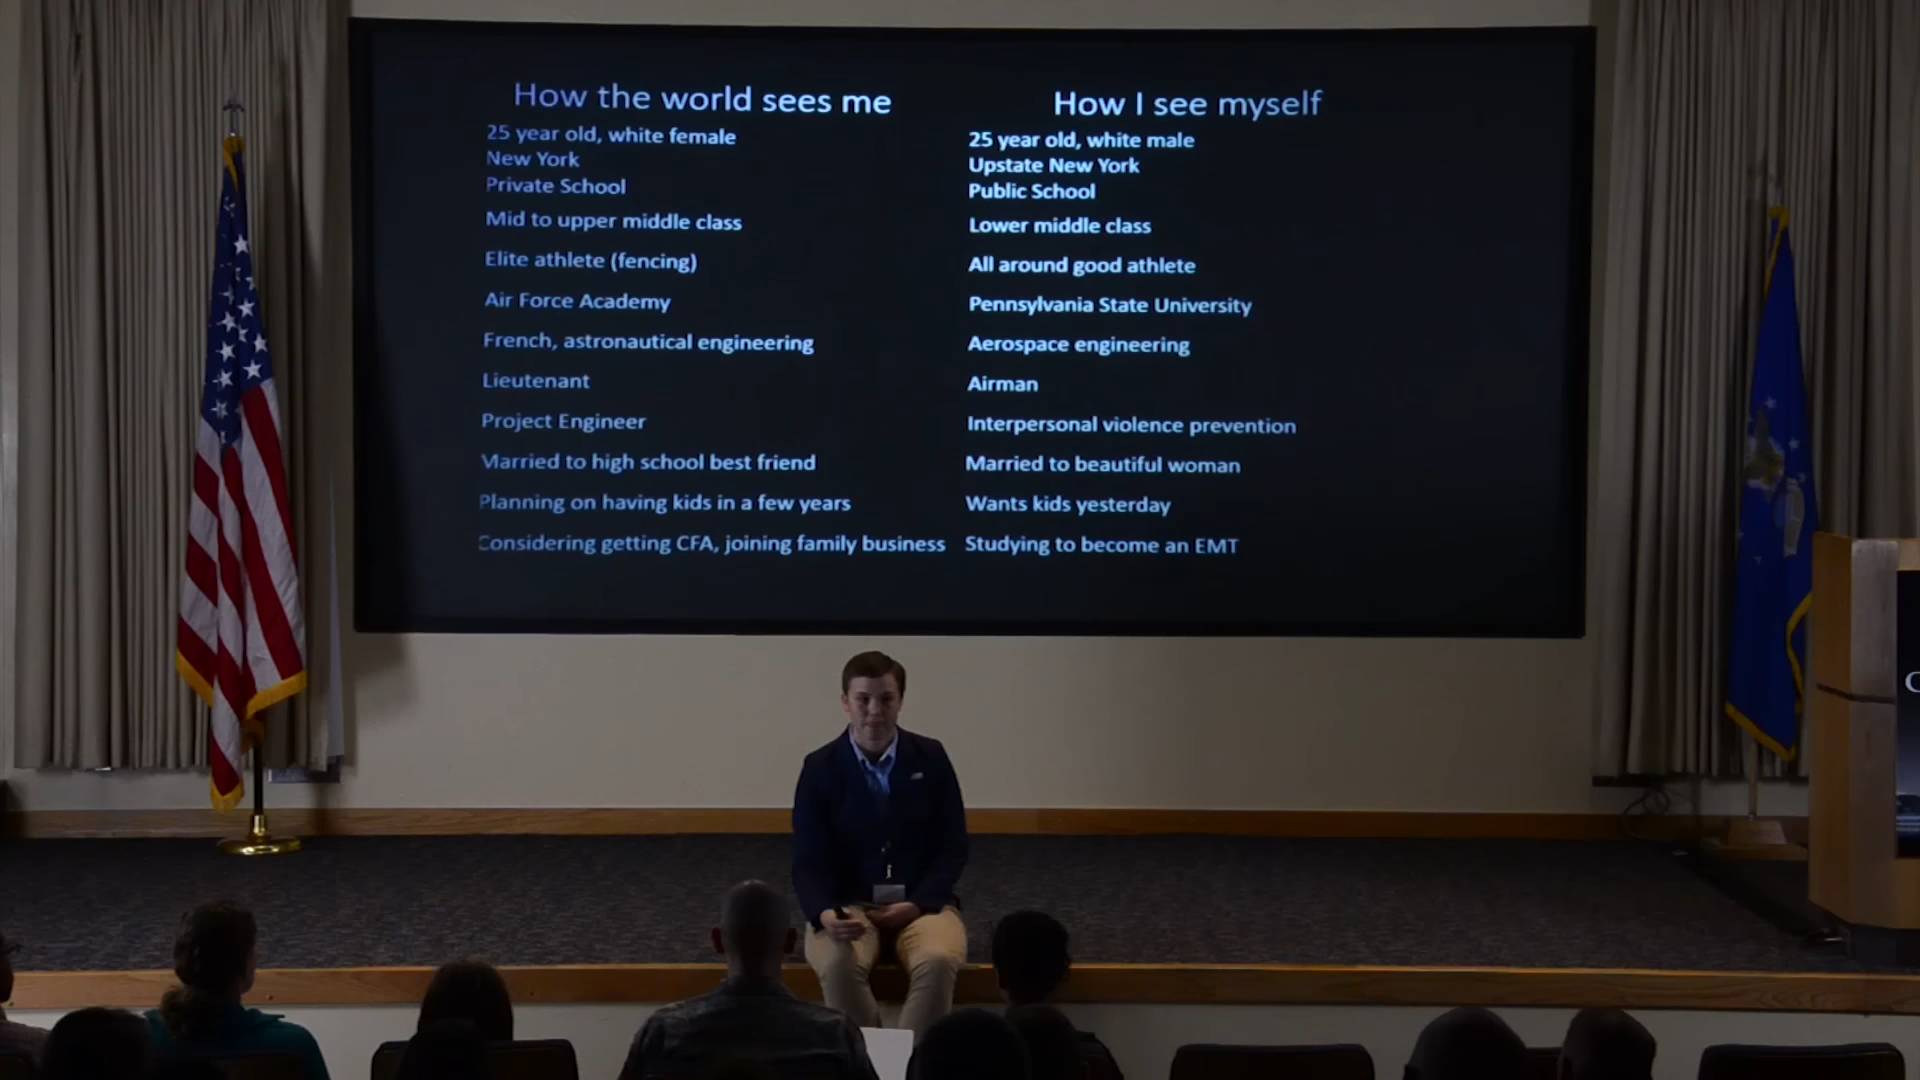 How the world sees me
25 year old, white female
New York
Private School
Mid to upper middle class
Elite athlete (fencing)
Air Force Academy
French, astronautical engineering
Lieutenant
Project Engineer
Married to high school best friend
Planning on having kids in a few years
Considering getting CFA, joining family business
How I see myself
25 year old, white male
Upstate New York
Public School
Lower middle class
All around good athlete
Pennsylvania State University
Aerospace engineering
Airman
Interpersonal violence prevention
Married to beautiful woman
Wants kids yesterday
Studying to become an EMT